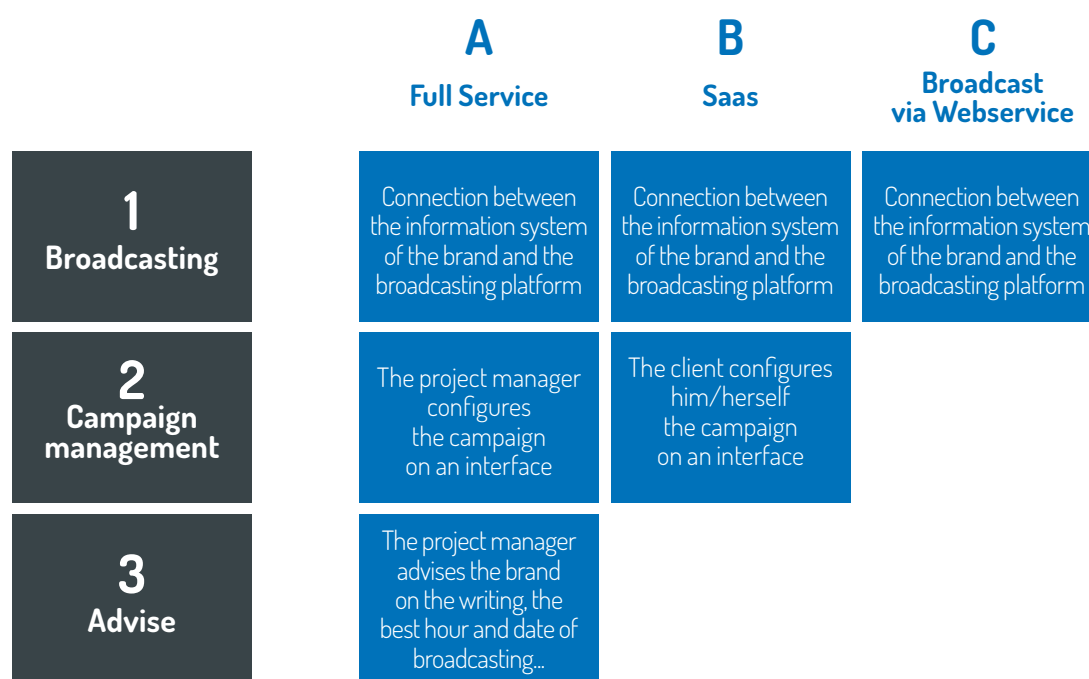 A
Full Service
B
Saas
C
Broadcast
via Webservice
1
Broadcasting
Connection between
the information system
of the brand and the
broadcasting platform
Connection between
the information system
of the brand and the
broadcasting platform
Connection between
the information system
of the brand and the
broadcasting platform
2
Campaign
management
The project manager
configures
the campaign
on an interface
The client configures
him/herself
the campaign
on an interface
3
Advise
The project manager
advises the brand
on the writing, the
best hour and date of
broadcasting...